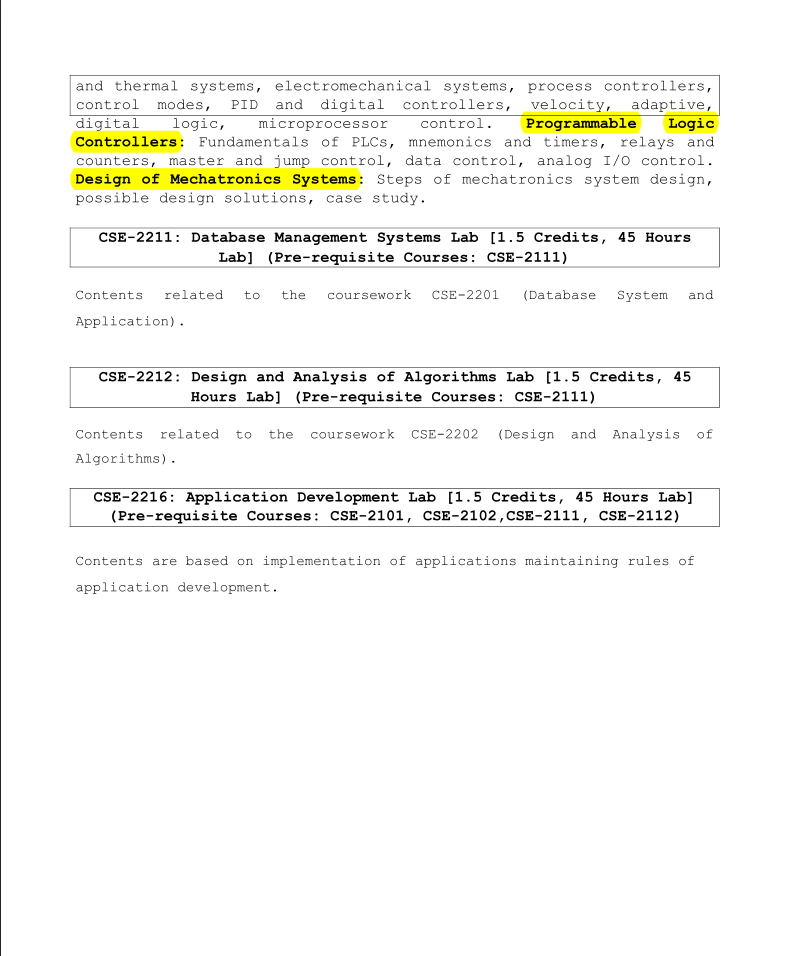 and thermal systems, electromechanical systems, process controllers,
control modes, PID and digital controllers, velocity, adaptive,
digital logic, microprocessor control. Programmable Logic
Controllers: Fundamentals of PLCs, mnemonics and timers, relays and
counters, master and jump control, data control, analog I/O control.
Design of Mechatronics Systems: Steps of mechatronics system design,
possible design solutions, case study.
CSE-2211: Database Management Systems Lab [1.5 Credits, 45 Hours
Lab] (Pre-requisite Courses: CSE-2111)
Contents related to the coursework CSE-2201 (Database System and
Application).
CSE-2212: Design and Analysis of Algorithms Lab [1.5 Credits, 45
Hours Lab] (Pre-requisite Courses: CSE-2111)
Contents related to the coursework CSE-2202 (Design and Analysis of
Algorithms).
CSE-2216: Application Development Lab [1.5 Credits, 45 Hours Lab]
(Pre-requisite Courses: CSE-2101, CSE-2102,CSE-2111, CSE-2112)
Contents are based on implementation of applications maintaining rules of
application development.